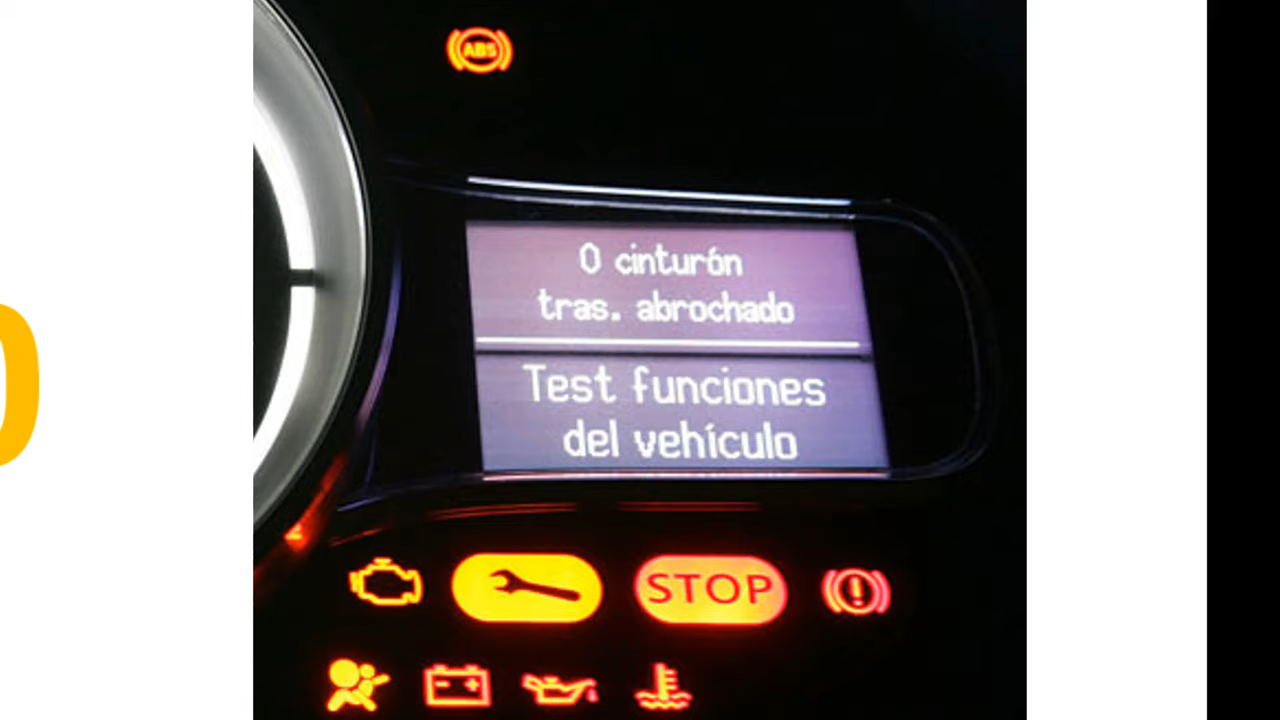 ABS
0 cinturón
tras. abrochado
Test funciones
del vehículo
STOP